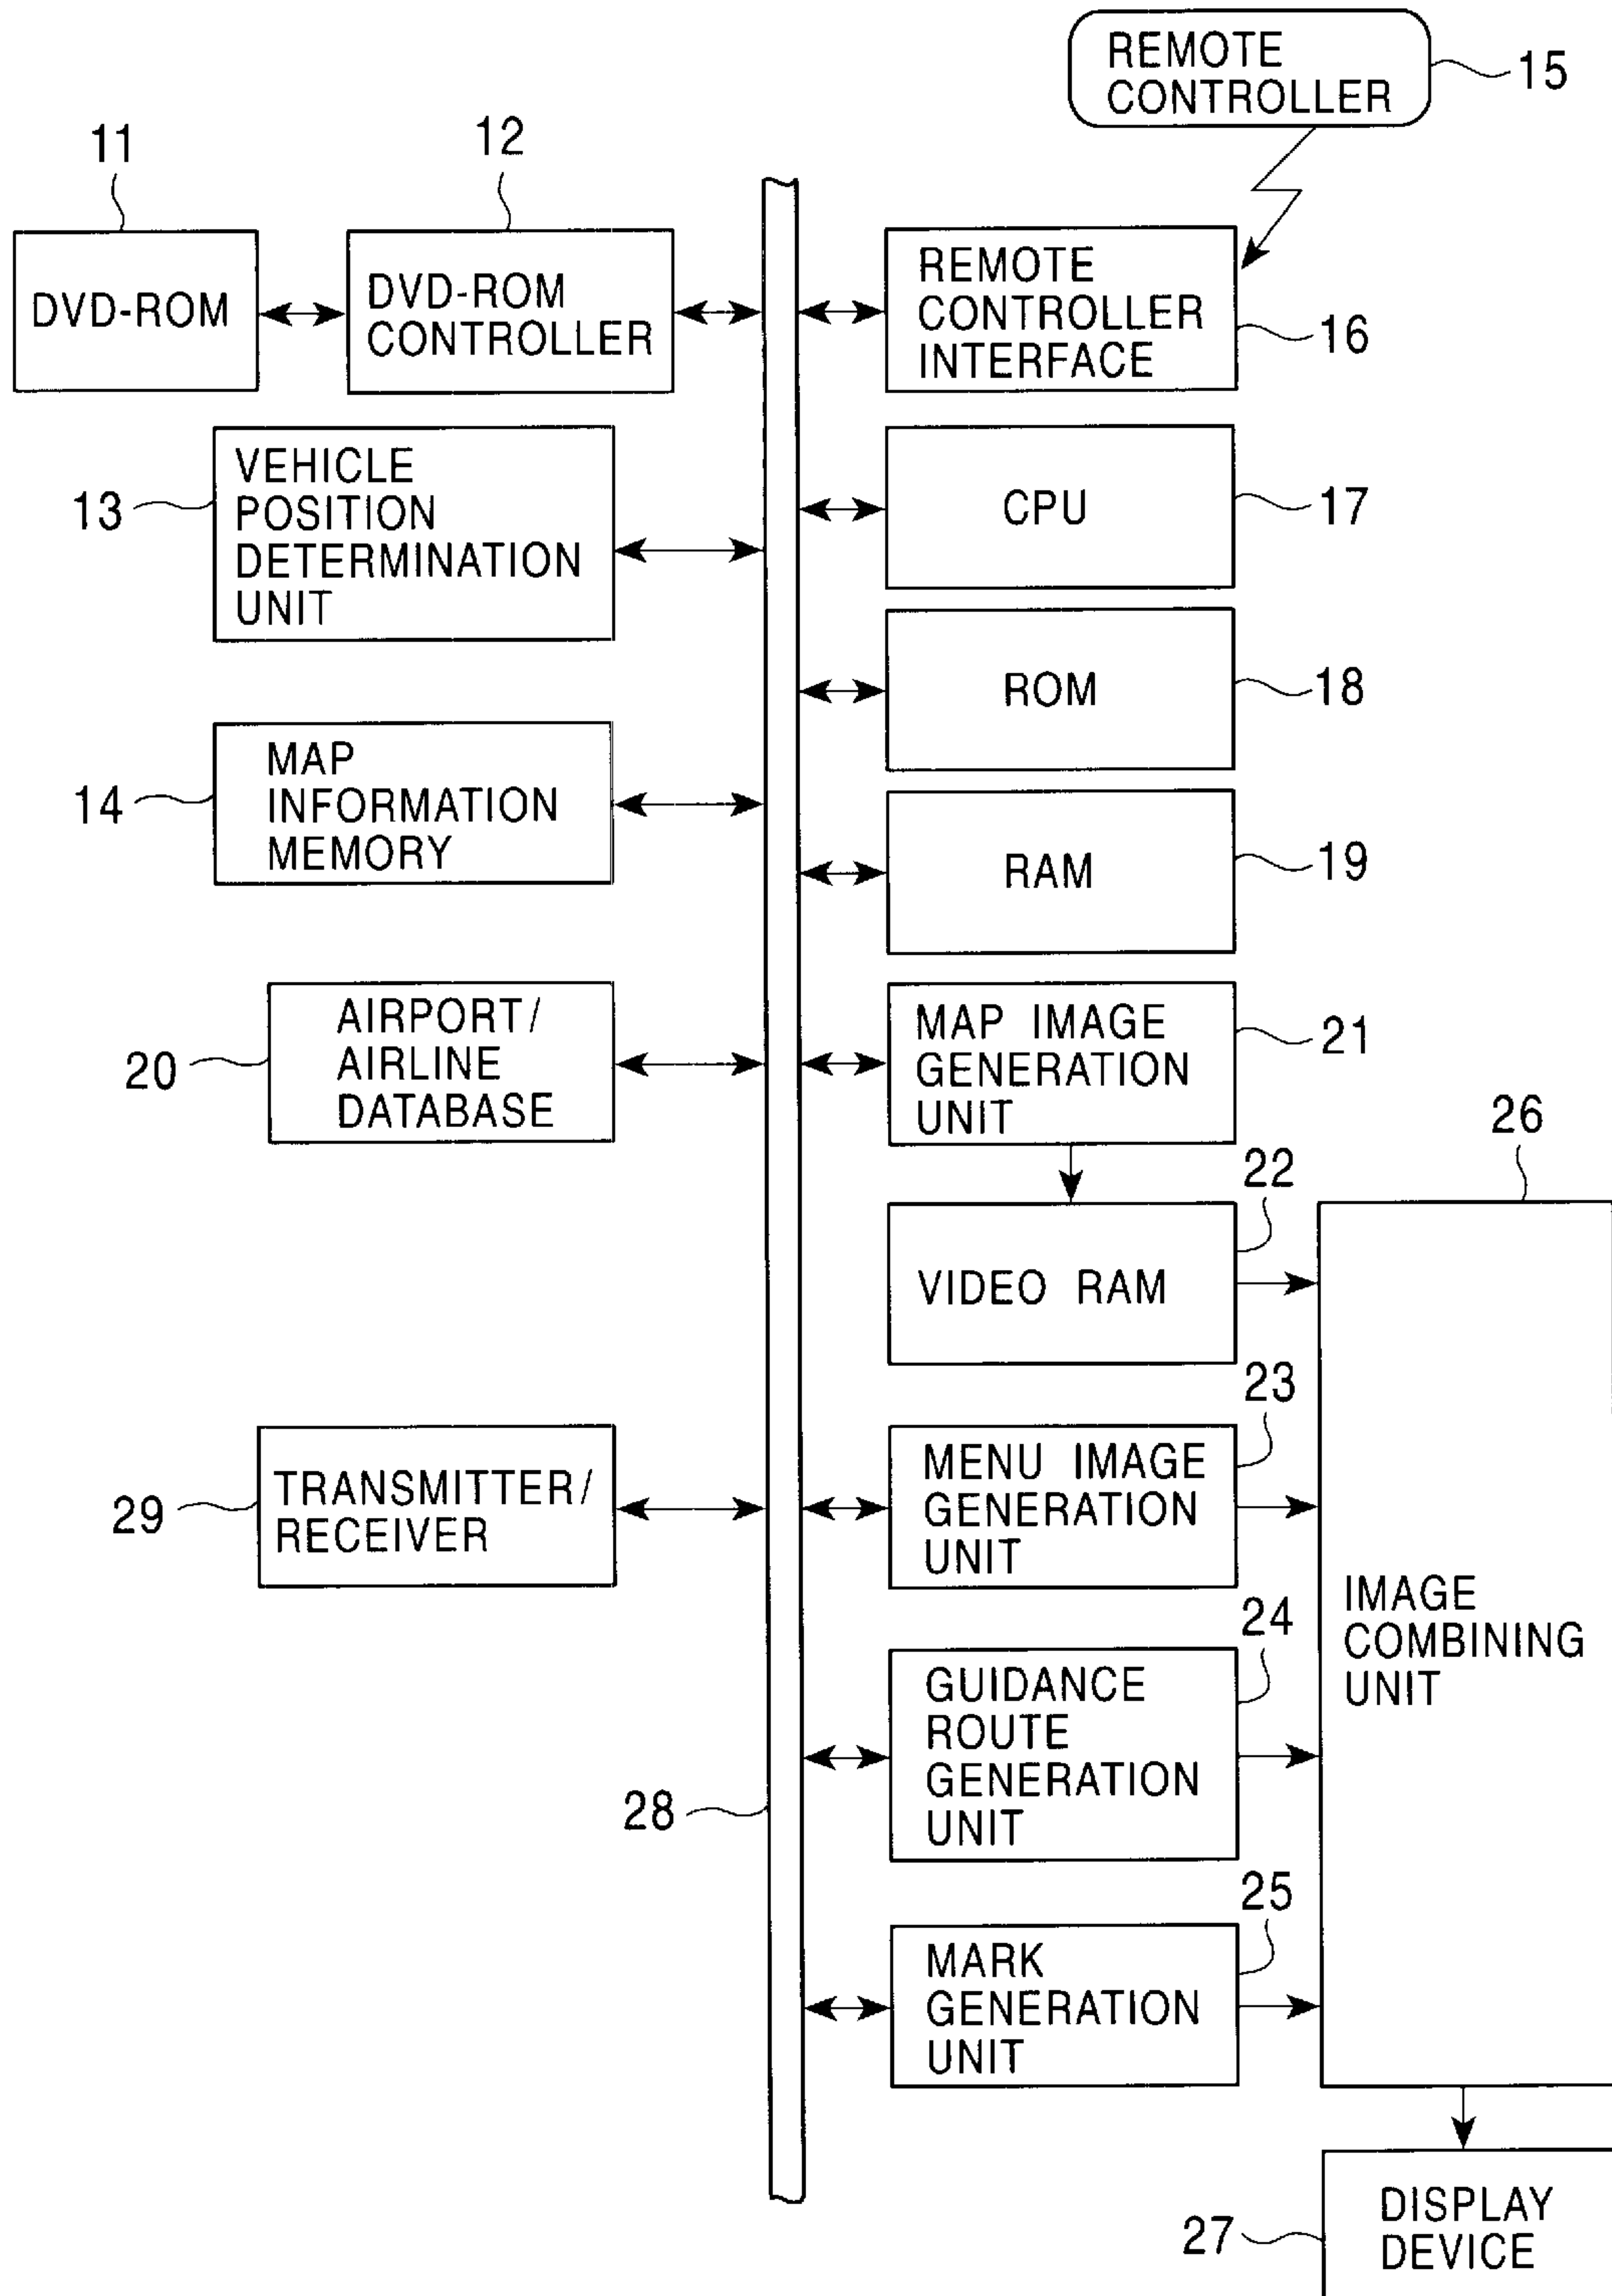 REMOTE
CONTROLLER
15
11
12
DVD-ROM
DVD-ROM
CONTROLLER
REMOTE
CONTROLLER
INTERFACE
16
13
VEHICLE
POSITION
DETERMINATION
UNIT
CPU
17
ROM
18
14
MAP
INFORMATION
MEMORY
RAM
19
20
AIRPORT/
AIRLINE
DATABASE
MAP IMAGE
GENERATION
UNIT
21
22
26
VIDEO RAM
23
29
TRANSMITTER/
RECEIVER
MENU IMAGE
GENERATION
UNIT
24
IMAGE
COMBINING
UNIT
28
GUIDANCE
ROUTE
GENERATION
UNIT
25
MARK
GENERATION
UNIT
27
DISPLAY
DEVICE